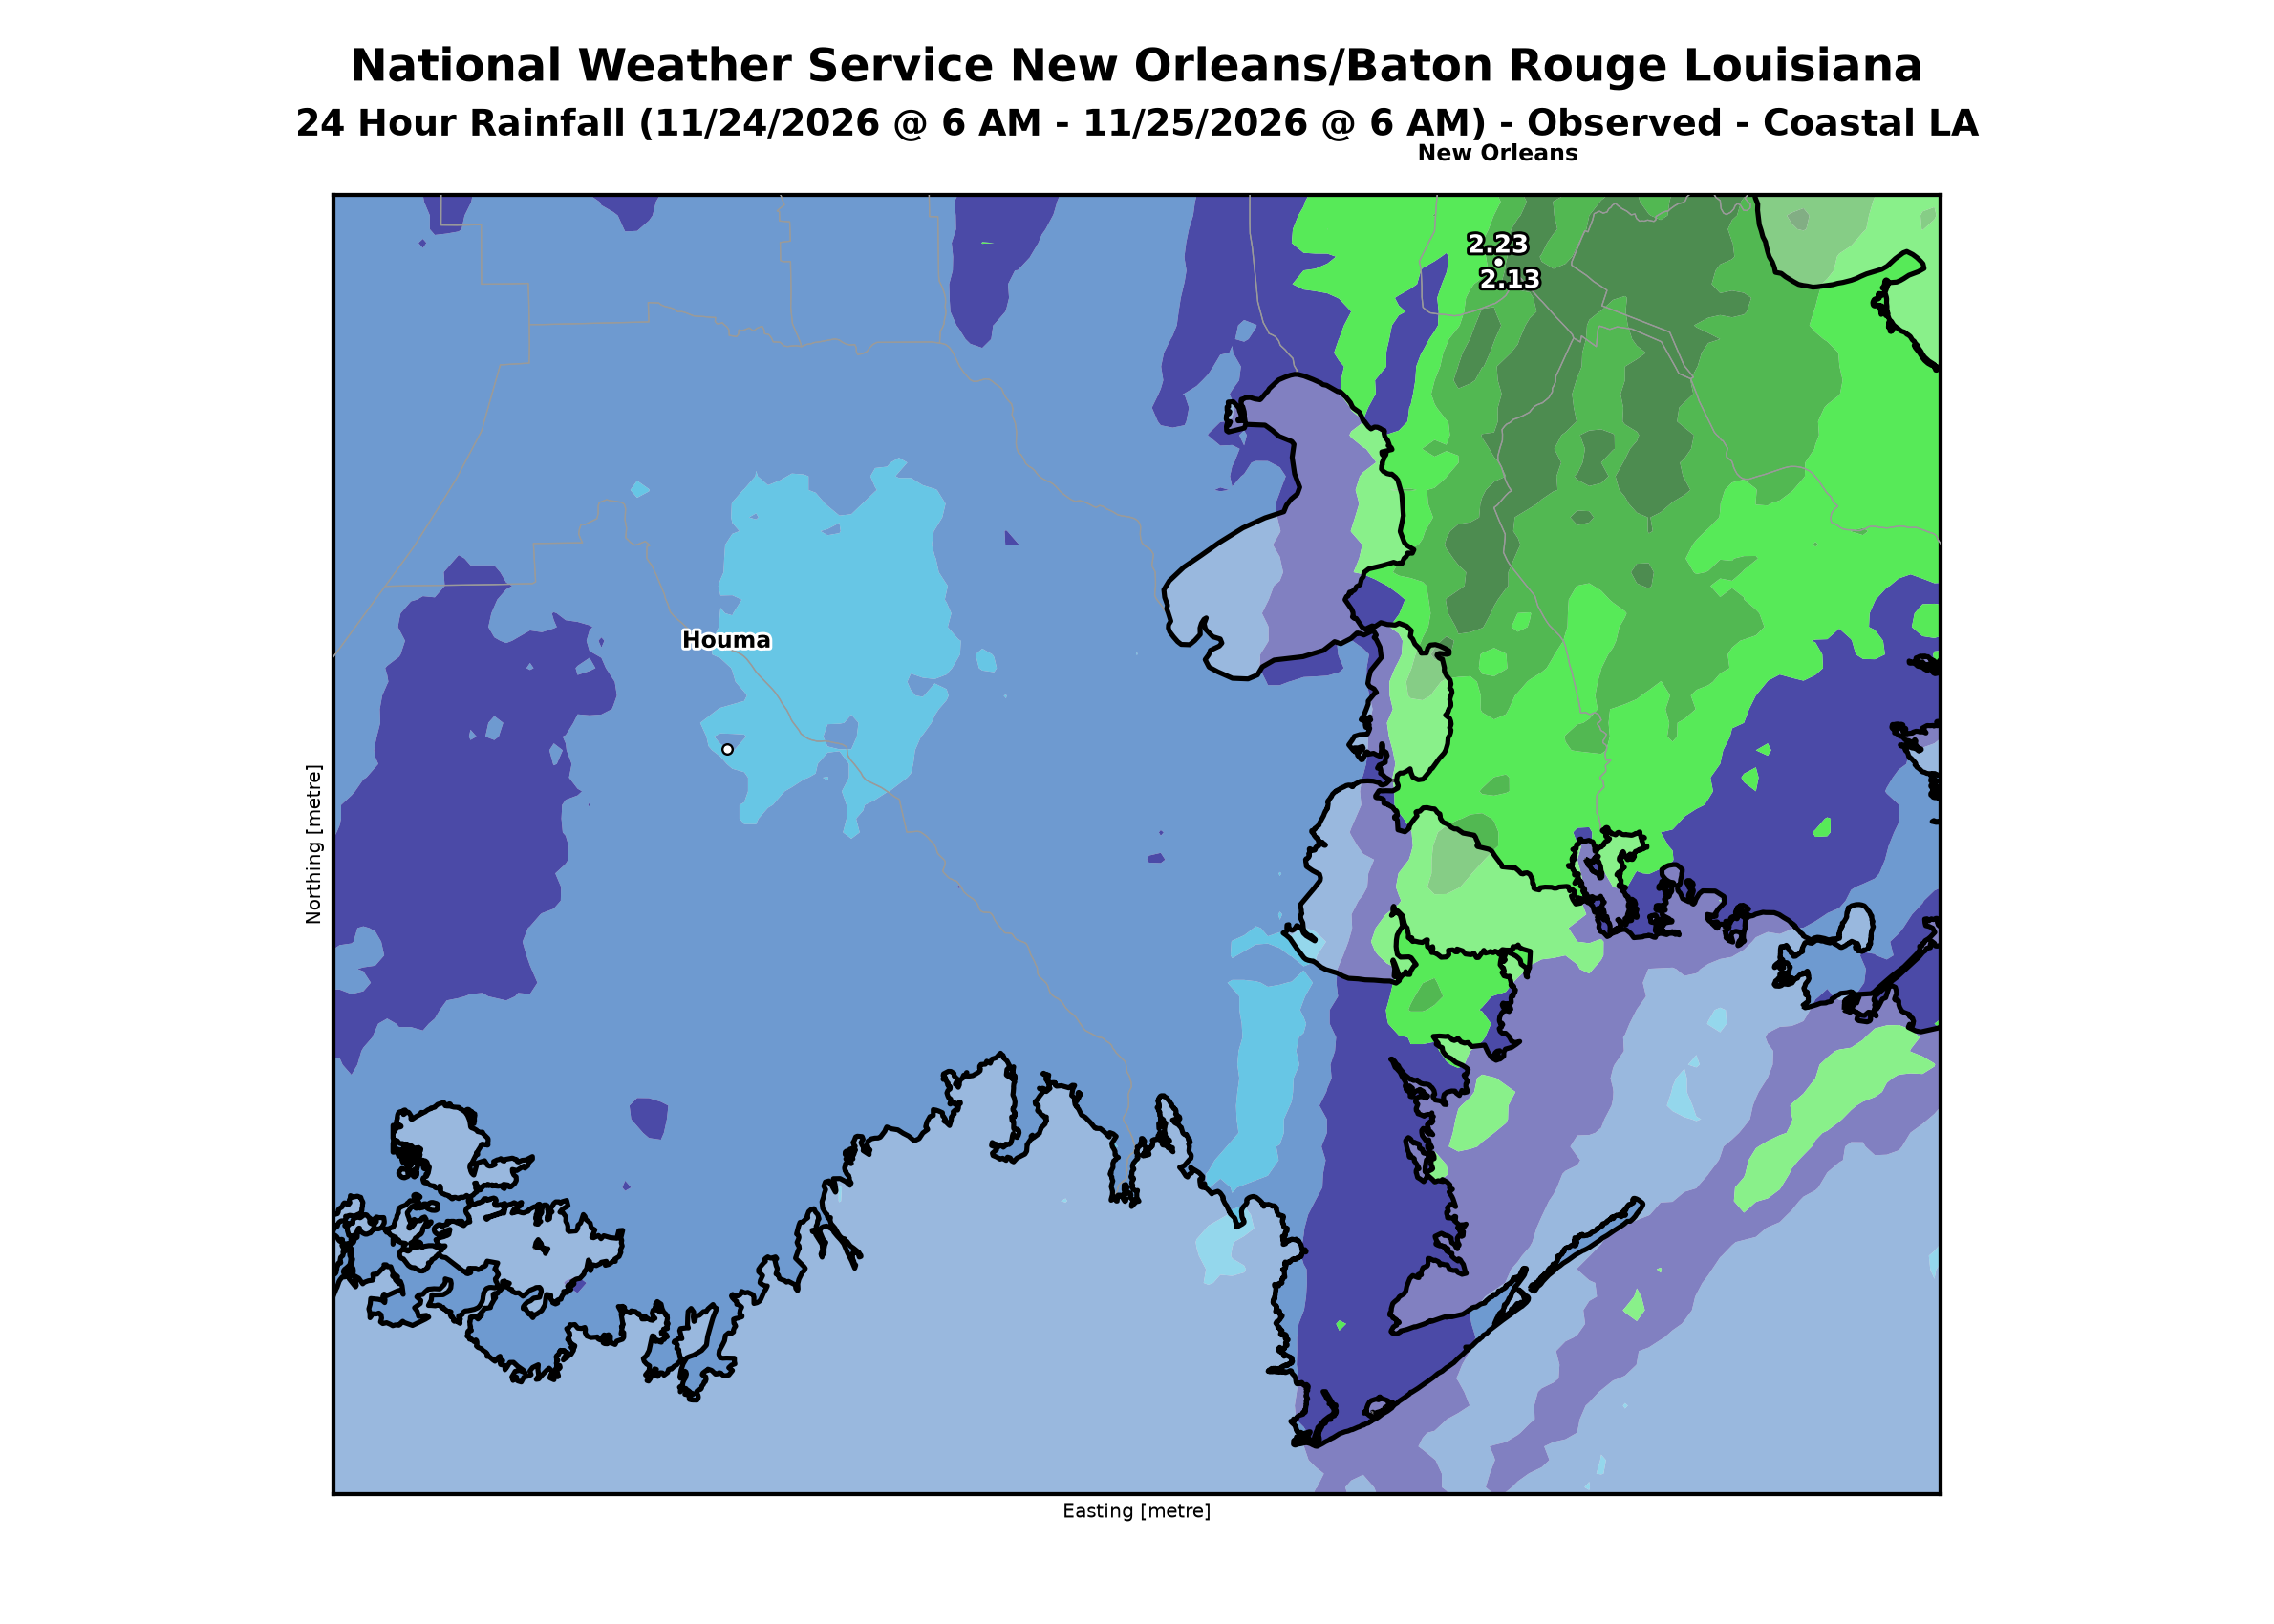 National Weather Service New Orleans/Baton Rouge Louisiana
24 Hour Rainfall (11/24/2026 @ 6 AM - 11/25/2026 @ 6 AM) - Observed - Coastal LA
New Orleans
2.23
2.13
Houma
Northing [metre]
Easting [metre]